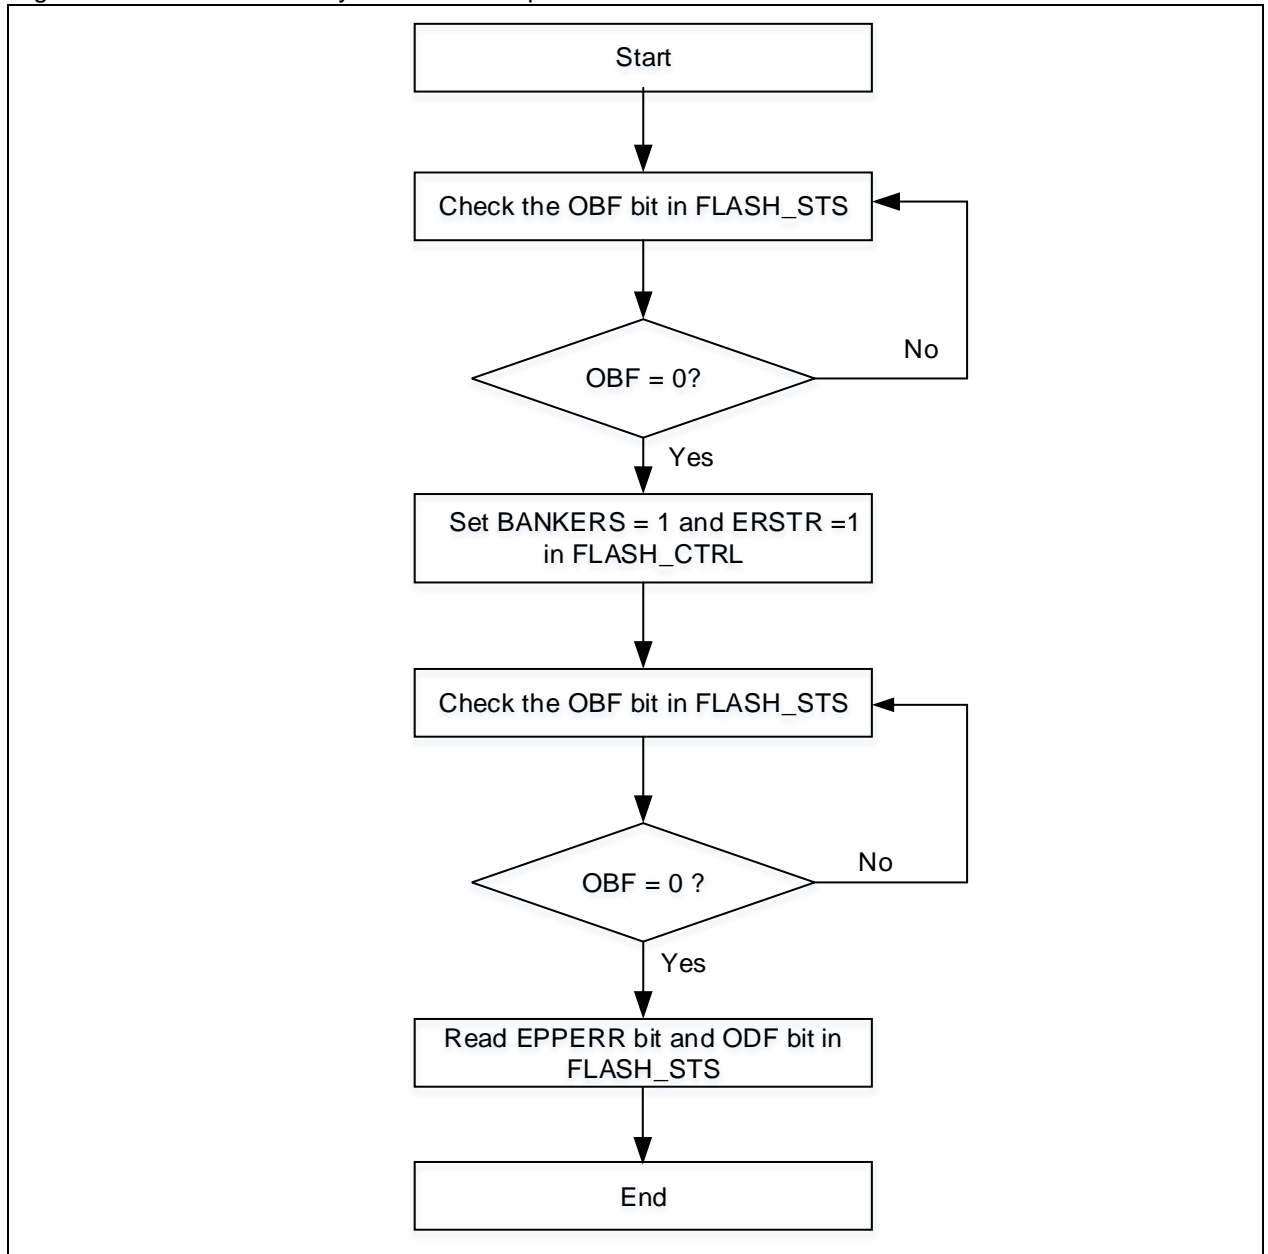 Start
Check the OBF bit in FLASH_STS
No
OBF = 0?
Yes
Set BANKERS = 1 and ERSTR =1
in FLASH_CTRL
Check the OBF bit in FLASH_STS
No
OBF = 0 ?
Yes
Read EPPERR bit and ODF bit in
FLASH_STS
End